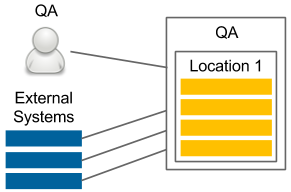 QA
QA
Location 1
External
Systems